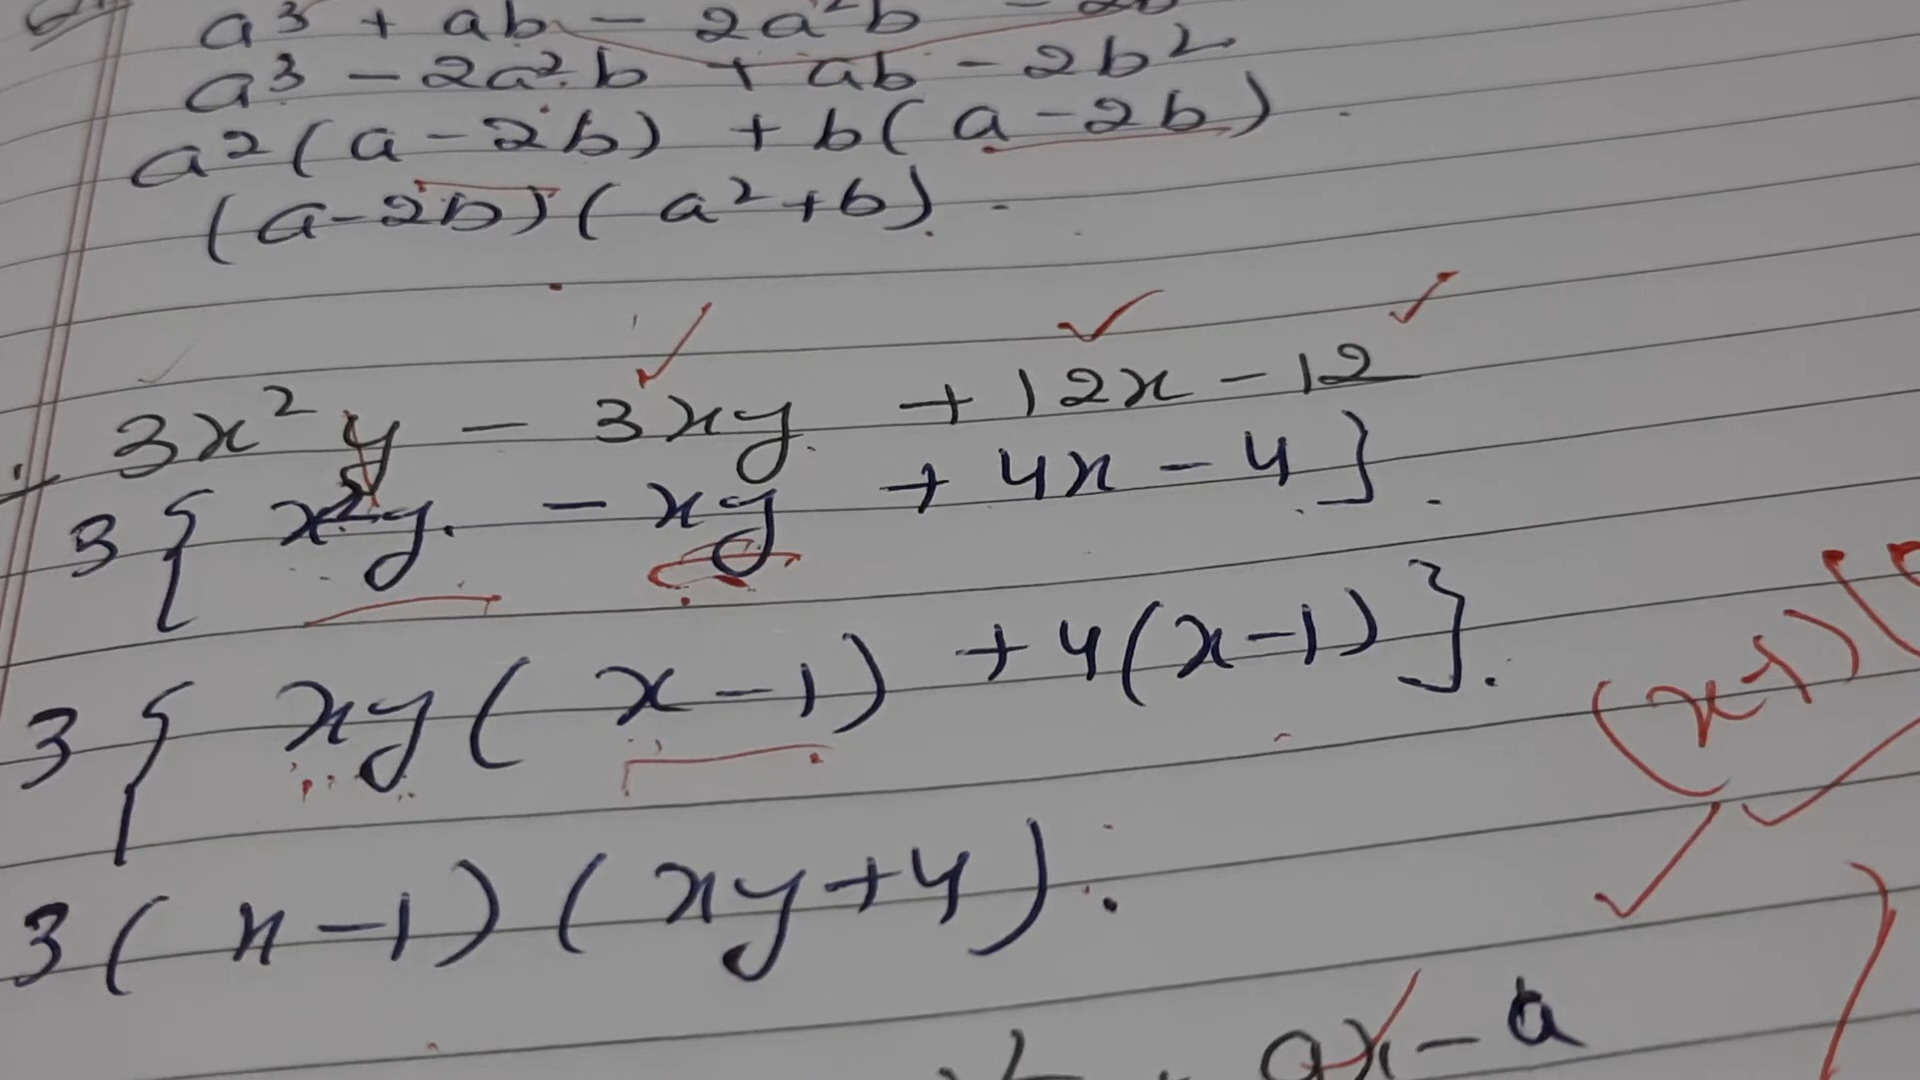 a³ + ab - 2a²b
a³ - 2a²b + ab - 2b²
a²(a - 2b) + b(a - 2b)
(a - 2b)(a² + b)
3x²y - 3xy + 12x - 12
3{x²y - xy + 4x - 4}
3{xy(x - 1) + 4(x - 1)}
3(x - 1)(xy + 4)
ax - a